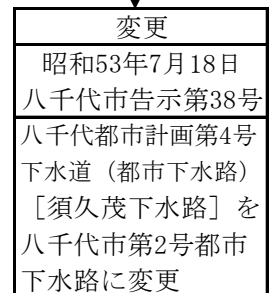 変更
昭和53年7月18日
八千代市告示第38号
八千代都市計画第4号
下水道（都市下水路）
［須久茂下水路］を
八千代市第2号都市
下水路に変更